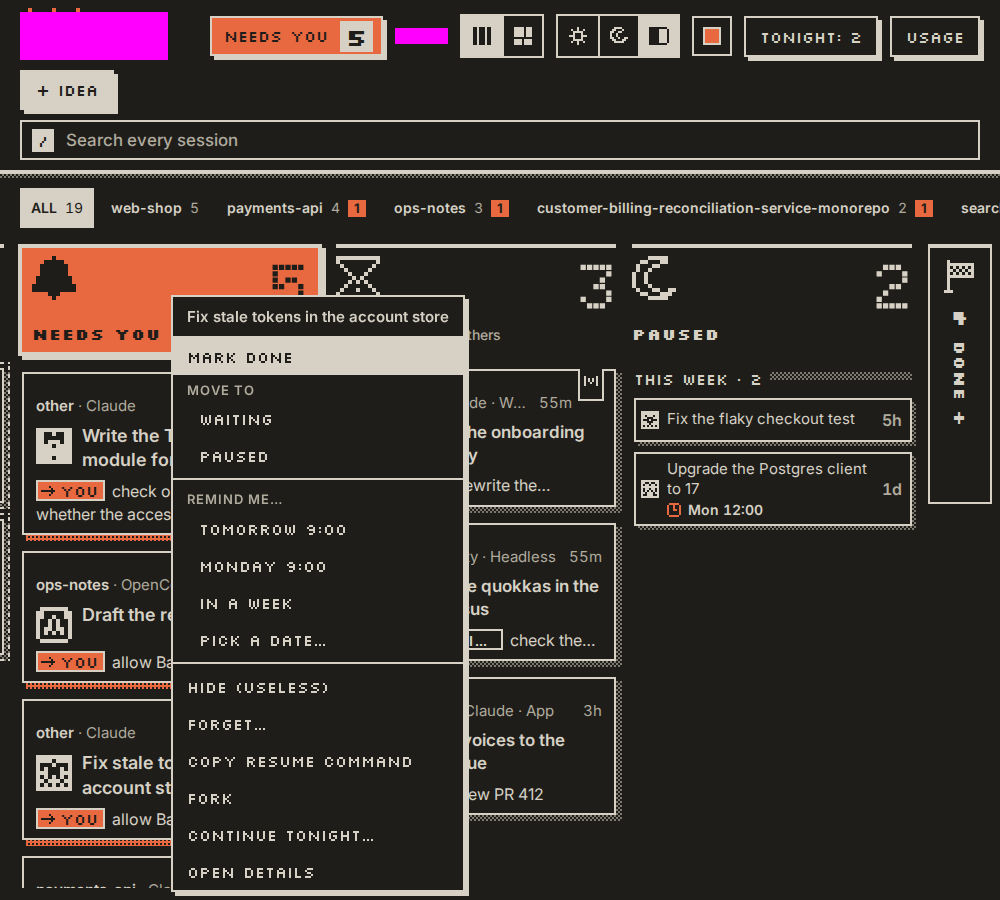 NEEDS YOU 5
TONIGHT: 2
USAGE
+ IDEA
/ Search every session
ALL 19
web-shop 5
payments-api 4 1
ops-notes 3 1
customer-billing-reconciliation-service-monorepo 2 1
NEEDS YOU
5
other · Claude
Write the
module
→ YOU check
whether the
ops-notes ·
Draft the
→ YOU allow
other · Claude
Fix stale
account
→ YOU allow
Fix stale tokens in the account store
MARK DONE
MOVE TO
WAITING
PAUSED
REMIND ME…
TOMORROW 9:00
MONDAY 9:00
IN A WEEK
PICK A DATE…
HIDE (USELESS)
FORGET…
COPY RESUME COMMAND
FORK
CONTINUE TONIGHT…
OPEN DETAILS
3
55m
onboarding
the…
· Headless 55m
quokkas in the
check the…
Claude · App 3h
voices to the
PR 412
2
PAUSED
THIS WEEK · 2
Fix the flaky checkout test 5h
Upgrade the Postgres client
to 17
1d
Mon 12:00
DONE